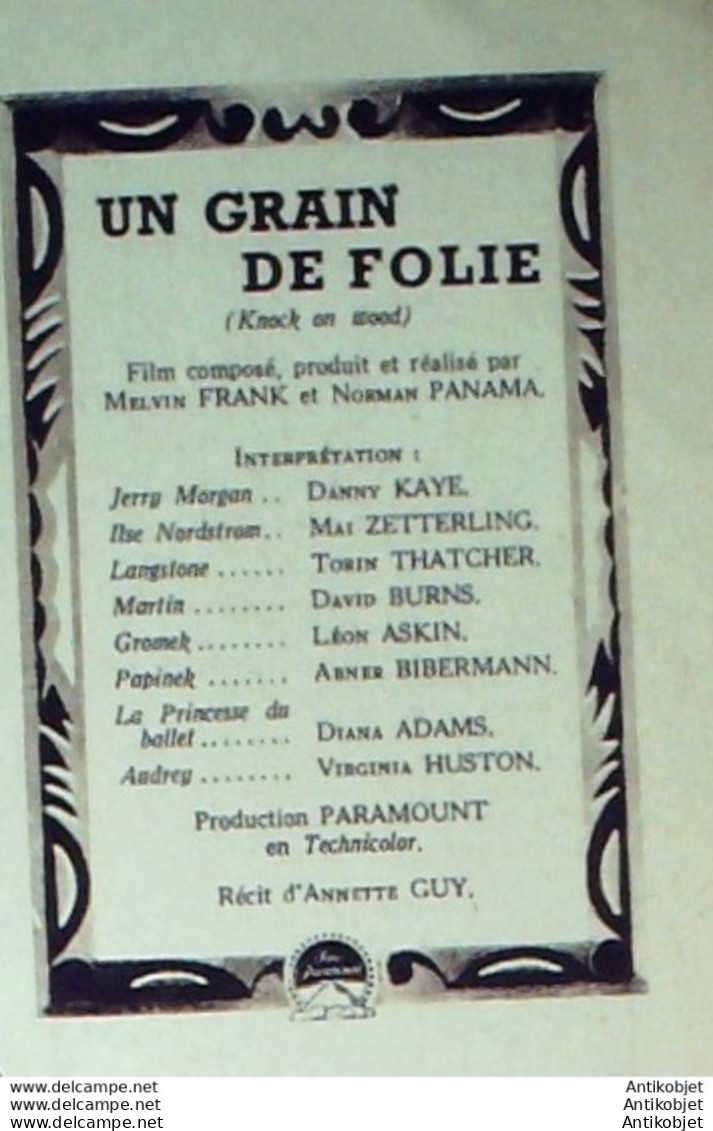 UN GRAIN
DE FOLIE
(Knock on wood)
Film composé, produit et réalisé par
MELVIN FRANK et NORMAN PANAMA.
INTERPRÉTATION :
Jerry Morgan .. DANNY KAYE.
Ilse Nordstrom.. MAI ZETTERLING.
Langstone ...... TORIN THATCHER.
Martin ........ DAVID BURNS.
Gromek ........ LÉON ASKIN.
Papinek ....... ABNER BIBERMANN.
La Princesse du
ballet ........ DIANA ADAMS.
Audrey ........ VIRGINIA HUSTON.
Production PARAMOUNT
en Technicolor.
Récit d'ANNETTE GUY.
Film
Paramount
www.delcampe.net Antikobjet
www.delcampe.net Antikobjet
www.delcampe.net Antikobjet